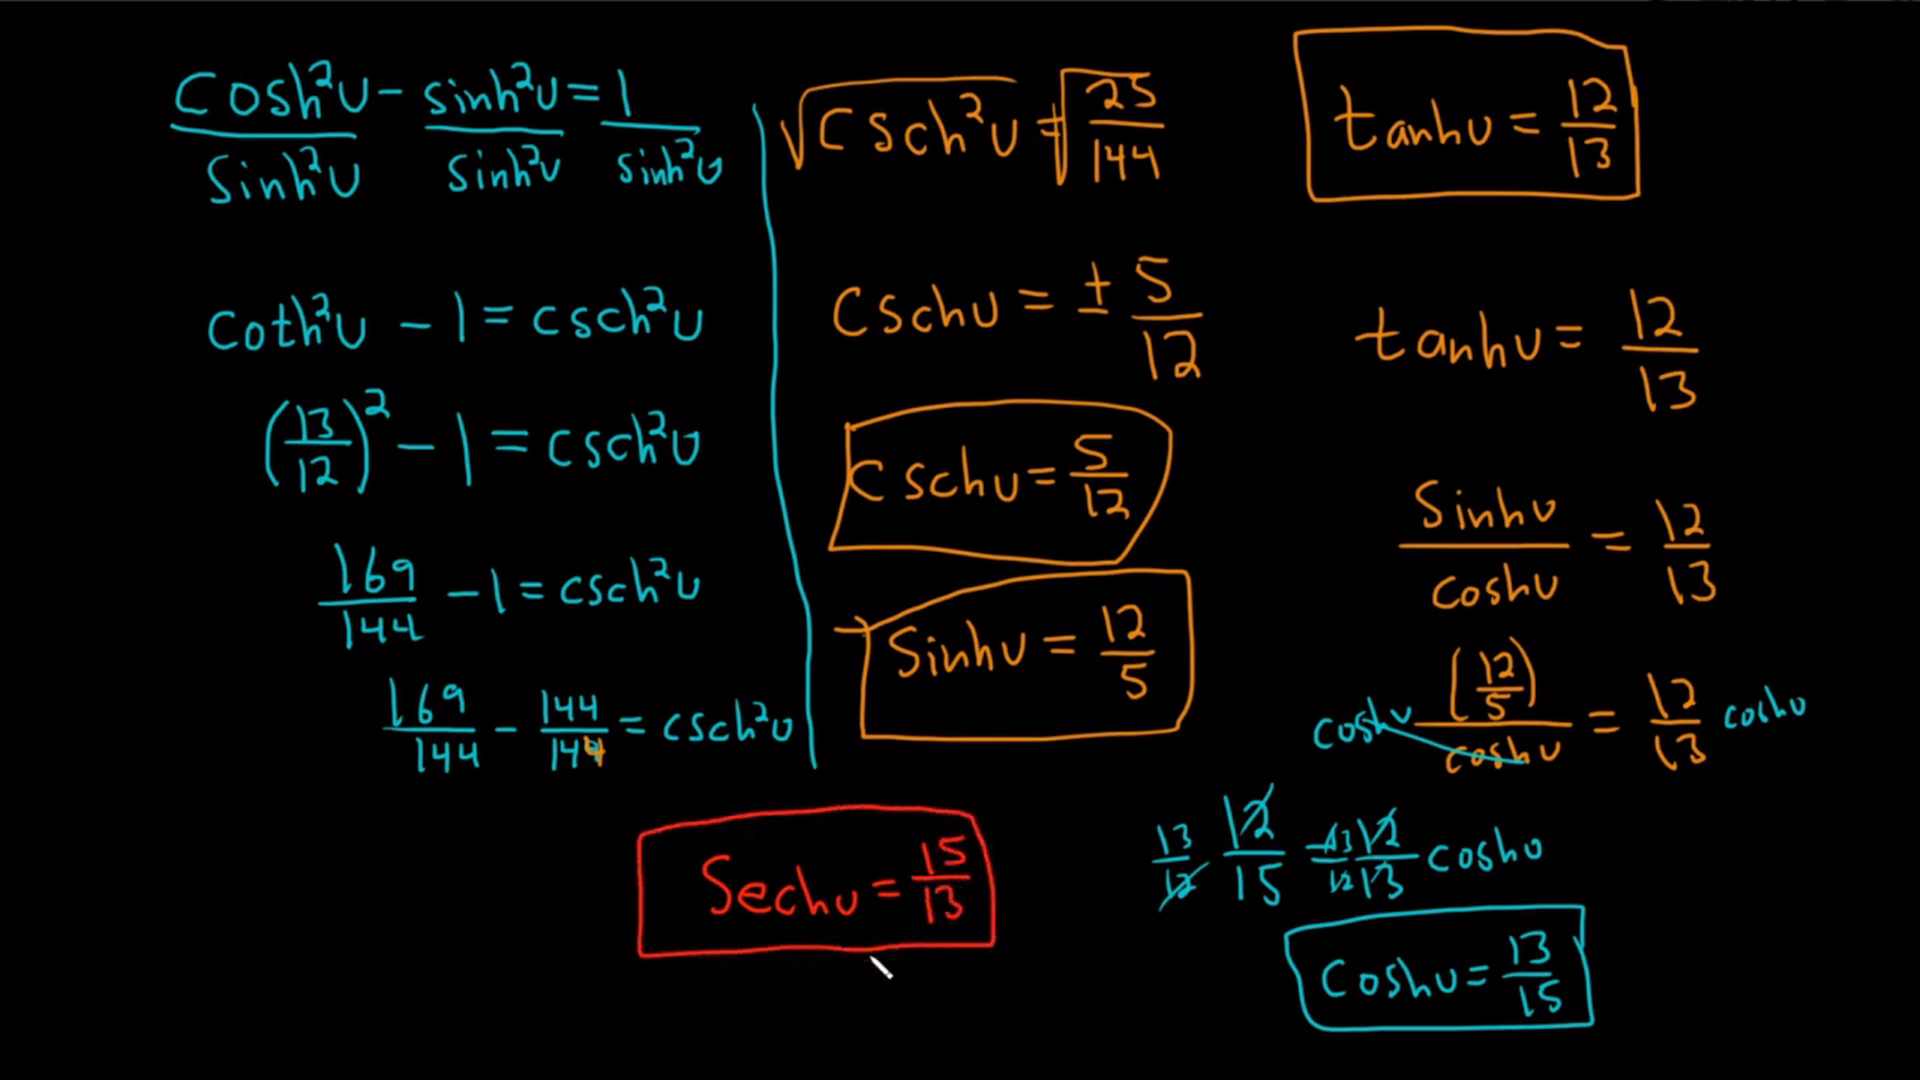 cosh²u/sinh²u - sinh²u/sinh²u = 1/sinh²u
coth²u - 1 = csch²u
(13/12)² - 1 = csch²u
169/144 - 1 = csch²u
169/144 - 144/144 = csch²u
√csch²u = √25/144
cschu = ± 5/12
cschu = 5/12
sinhu = 12/5
tanhu = 12/13
tanhu = 12/13
sinhu/coshu = 12/13
coshu (12/5)/coshu = 12/13 coshu
13/12 12/15 = 13/12 12/13 coshu
coshu = 13/15
Sechu = 15/13